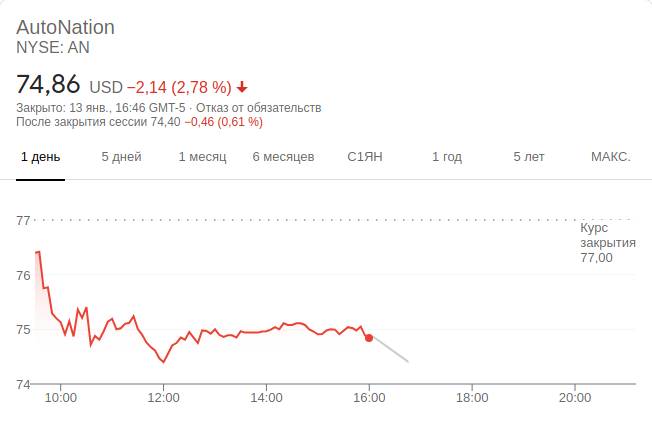 AutoNation
NYSE: AN
74,86 USD −2,14 (2,78 %)
Закрыто: 13 янв., 16:46 GMT-5 · Отказ от обязательств
После закрытия сессии 74,40 −0,46 (0,61 %)
1 день 5 дней 1 месяц 6 месяцев С1ЯН 1 год 5 лет МАКС.
77
Курс
закрытия
77,00
76
75
74
10:00 12:00 14:00 16:00 18:00 20:00